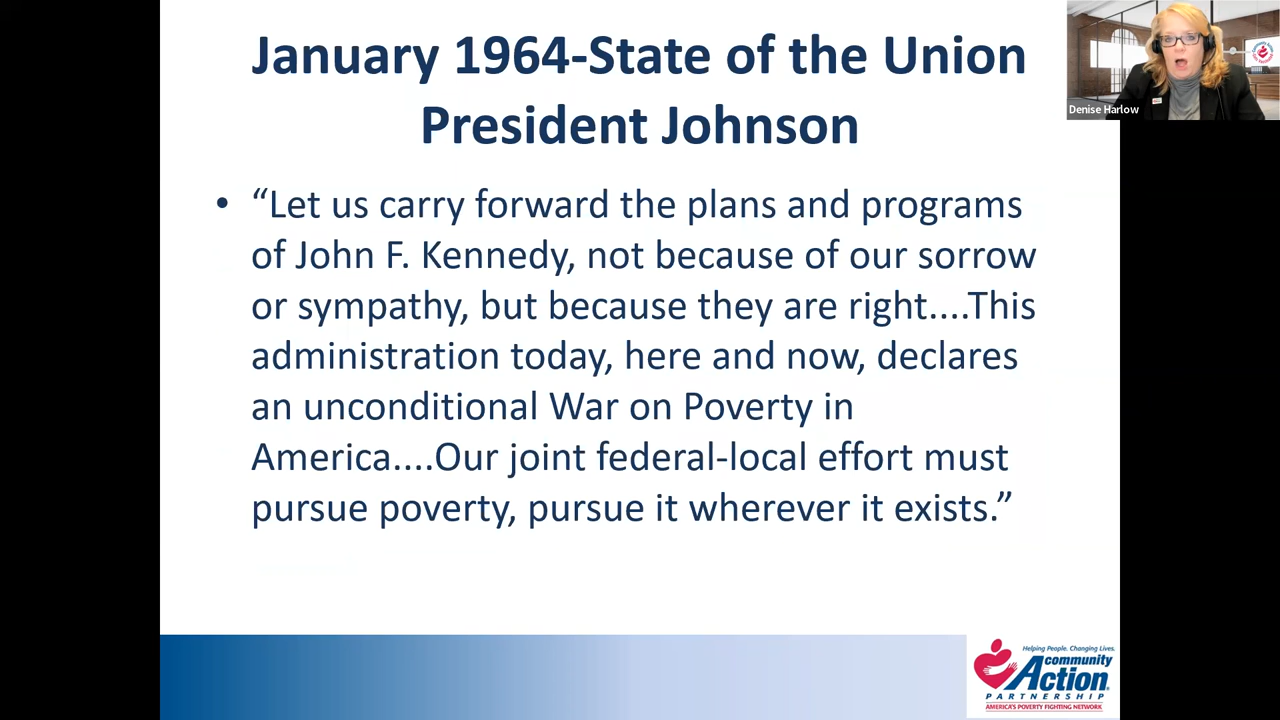 January 1964-State of the Union
President Johnson
• “Let us carry forward the plans and programs
of John F. Kennedy, not because of our sorrow
or sympathy, but because they are right....This
administration today, here and now, declares
an unconditional War on Poverty in
America....Our joint federal-local effort must
pursue poverty, pursue it wherever it exists.”
Denise Harlow
Helping People. Changing Lives.
community
Action®
PARTNERSHIP
AMERICA'S POVERTY FIGHTING NETWORK